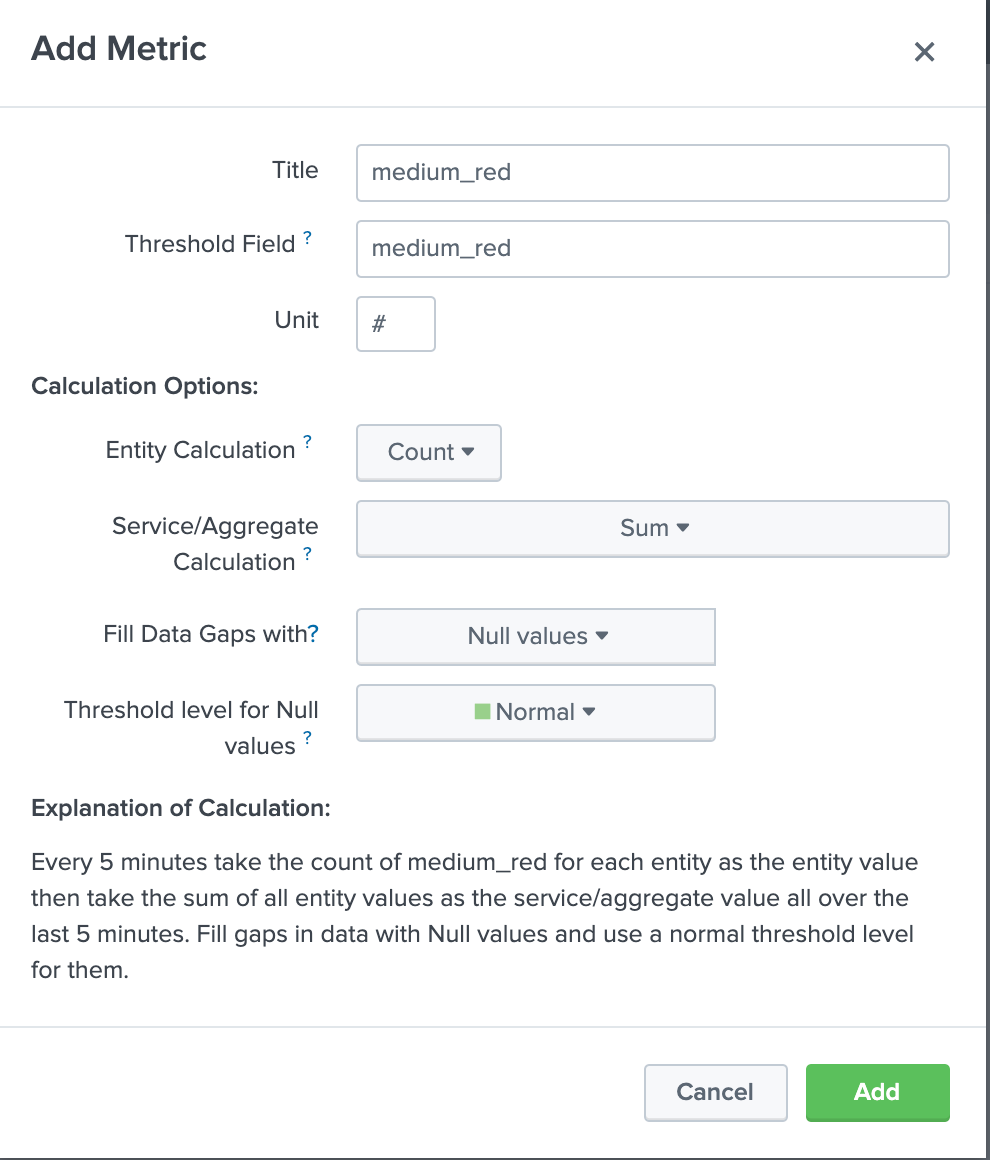 Add Metric
Title
medium_red
Threshold Field ?
medium_red
Unit
#
Calculation Options:
Entity Calculation ?
Count
Service/Aggregate
Calculation ?
Sum
Fill Data Gaps with?
Null values
Threshold level for Null
values ?
Normal
Explanation of Calculation:
Every 5 minutes take the count of medium_red for each entity as the entity value
then take the sum of all entity values as the service/aggregate value all over the
last 5 minutes. Fill gaps in data with Null values and use a normal threshold level
for them.
Cancel
Add